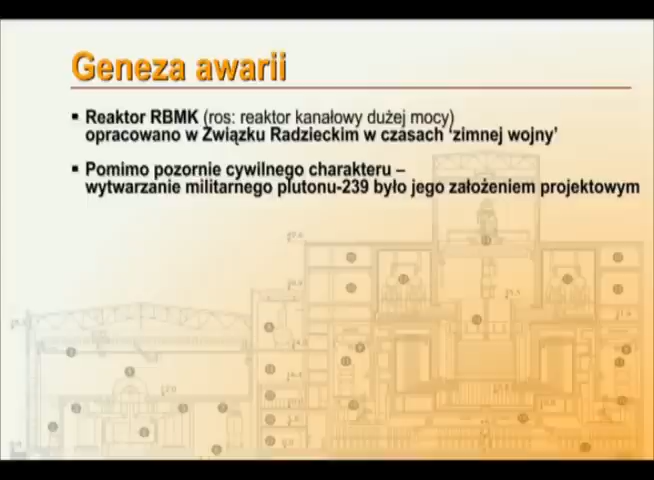 Geneza awarii
▪ Reaktor RBMK (ros: reaktor kanałowy dużej mocy)
opracowano w Związku Radzieckim w czasach ‘zimnej wojny’
▪ Pomimo pozornie cywilnego charakteru –
wytwarzanie militarnego plutonu-239 było jego założeniem projektowym